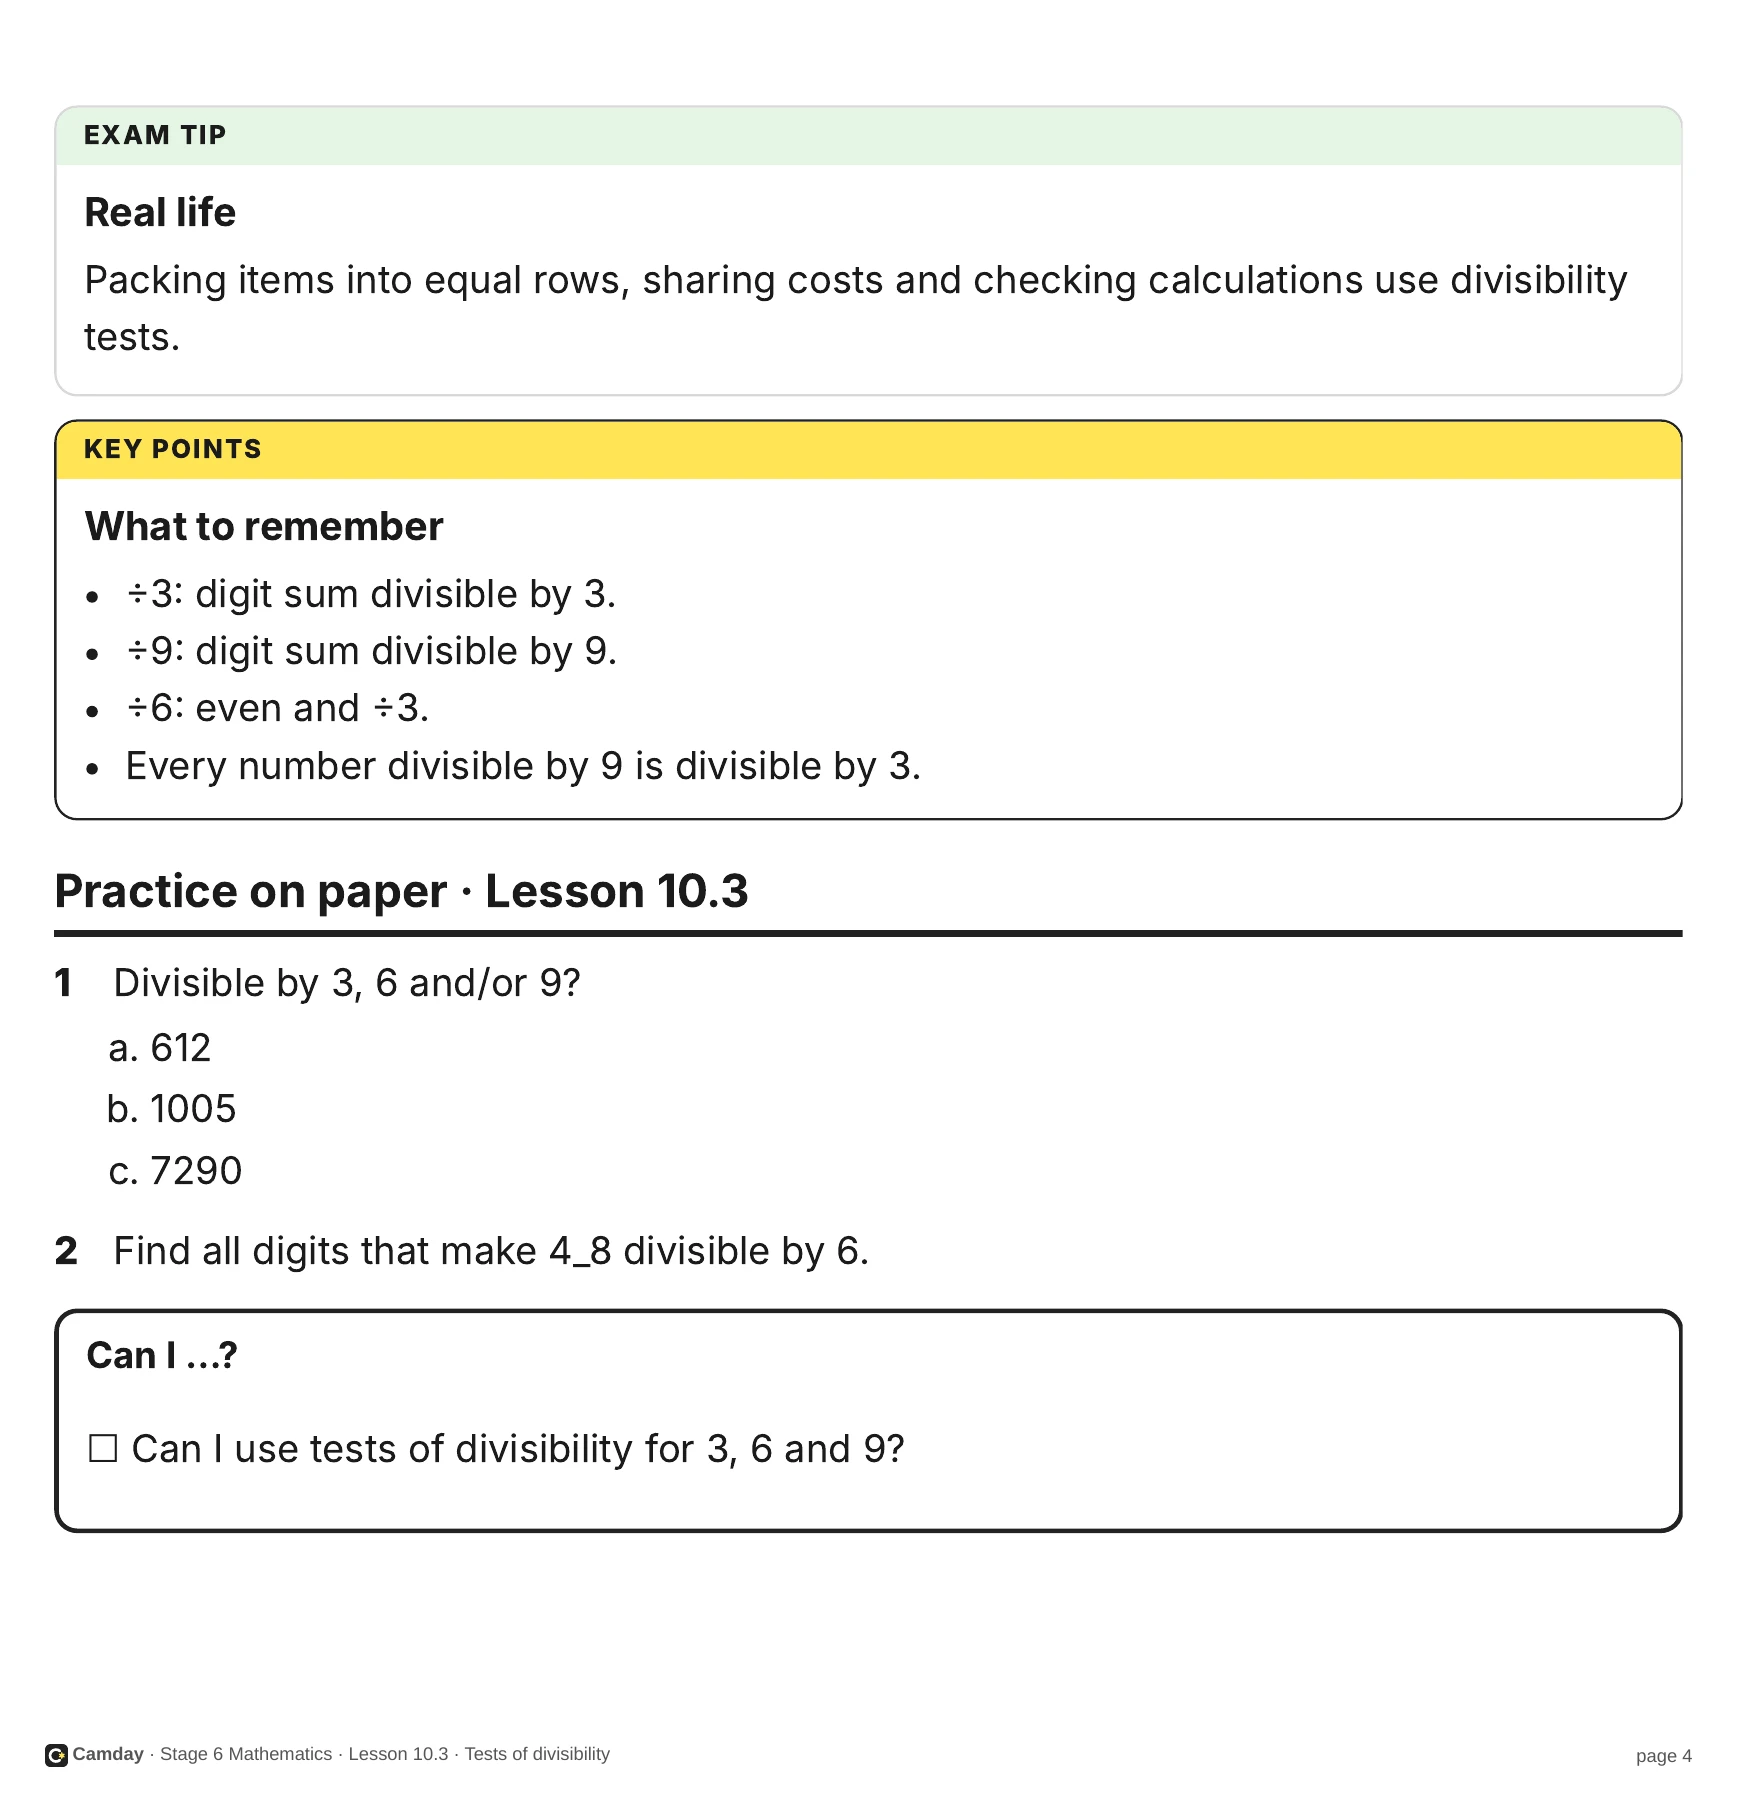 EXAM TIP
Real life
Packing items into equal rows, sharing costs and checking calculations use divisibility
tests.
KEY POINTS
What to remember
• ÷3: digit sum divisible by 3.
• ÷9: digit sum divisible by 9.
• ÷6: even and ÷3.
• Every number divisible by 9 is divisible by 3.
Practice on paper · Lesson 10.3
1 Divisible by 3, 6 and/or 9?
a. 612
b. 1005
c. 7290
2 Find all digits that make 4_8 divisible by 6.
Can I …?
☐ Can I use tests of divisibility for 3, 6 and 9?
Camday · Stage 6 Mathematics · Lesson 10.3 · Tests of divisibility
page 4